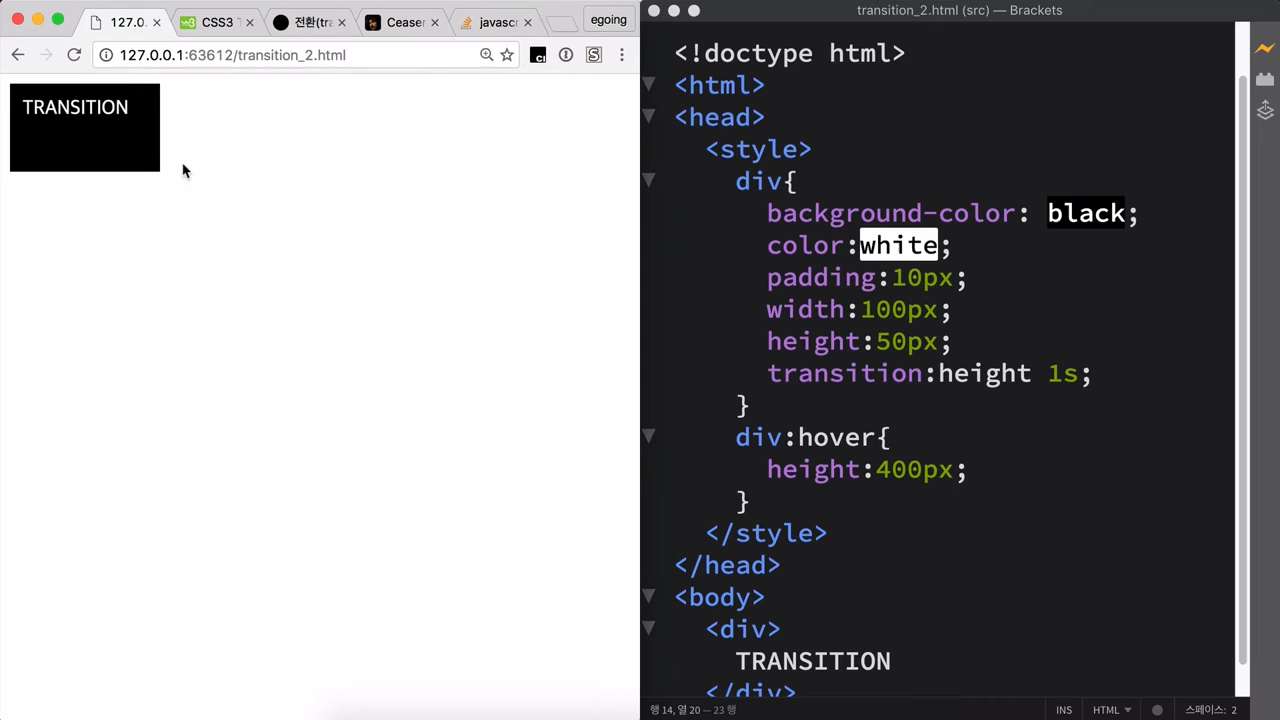 127.0.
CSS3 T
전환(tra
Ceaser
javascr
egoing
127.0.0.1:63612/transition_2.html
TRANSITION
transition_2.html (src) — Brackets
<!doctype html>
<html>
<head>
<style>
div{
background-color: black;
color:white;
padding:10px;
width:100px;
height:50px;
transition:height 1s;
}
div:hover{
height:400px;
}
</style>
</head>
<body>
<div>
TRANSITION
</div>
행 14, 열 20 — 23 행
INS
HTML
스페이스: 2